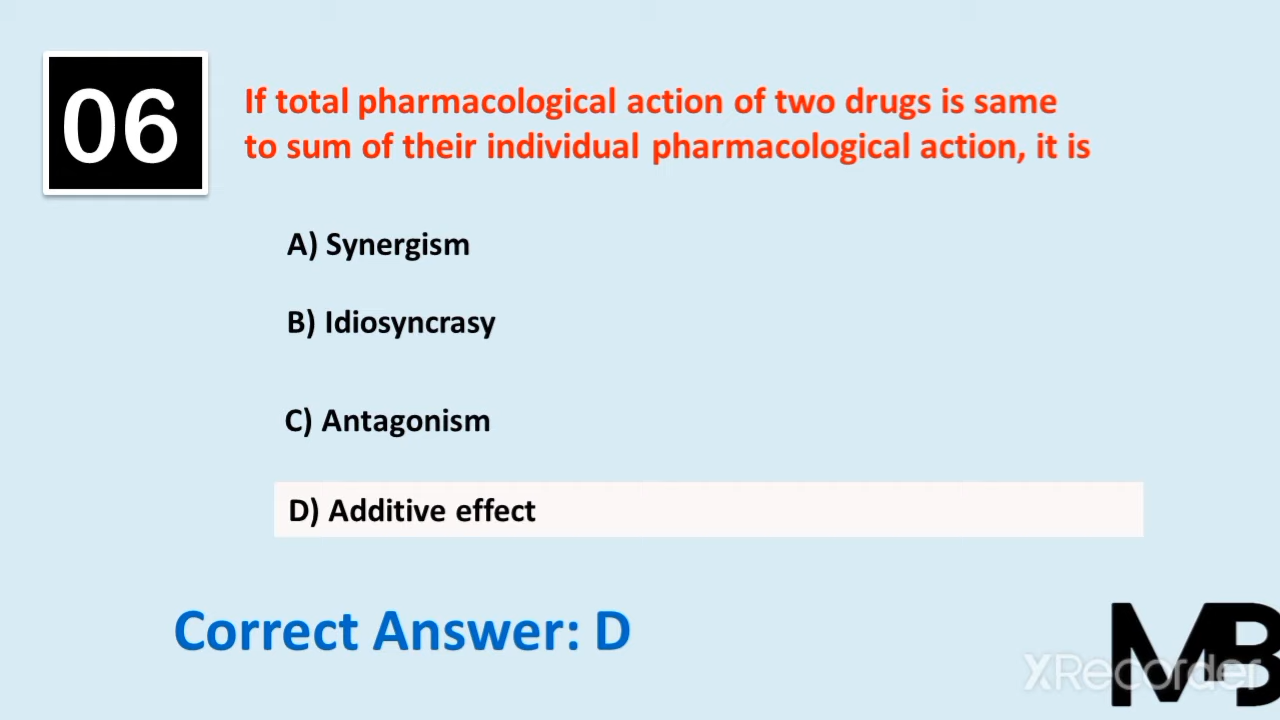 06
If total pharmacological action of two drugs is same
to sum of their individual pharmacological action, it is
A) Synergism
B) Idiosyncrasy
C) Antagonism
D) Additive effect
Correct Answer: D
MB
XRecorder